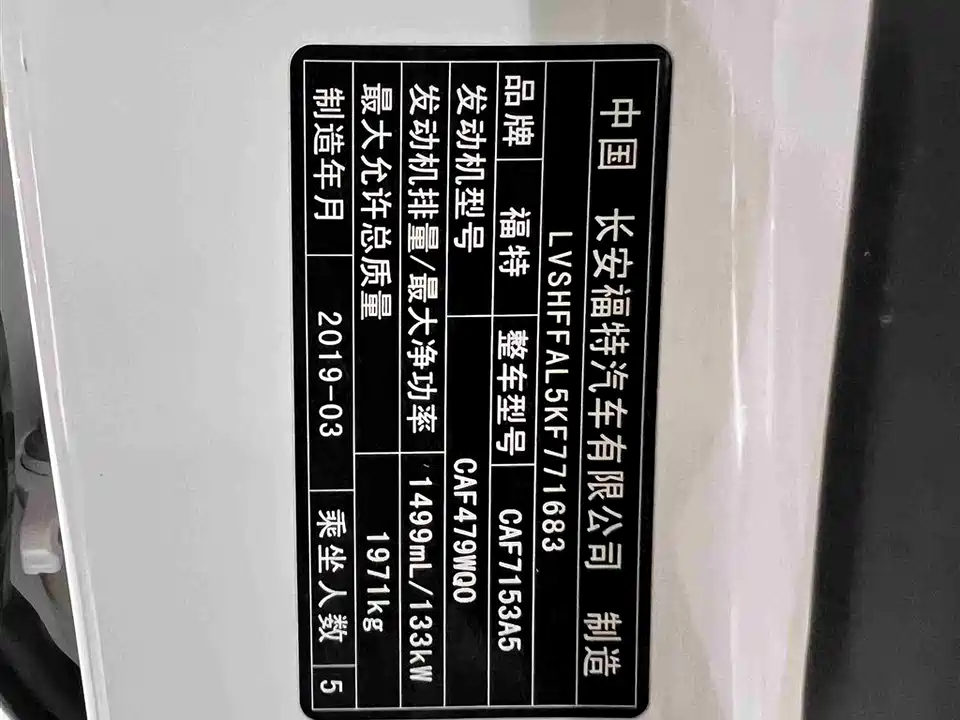 中国 长安福特汽车有限公司 制造
LVSHFFAL5KF771683
品牌 福特 整车型号 CAF7153A5
发动机型号 CAF479WQ0
发动机排量/最大净功率 1499mL/133kW
最大允许总质量 1971kg
制造年月 2019-03 乘坐人数 5